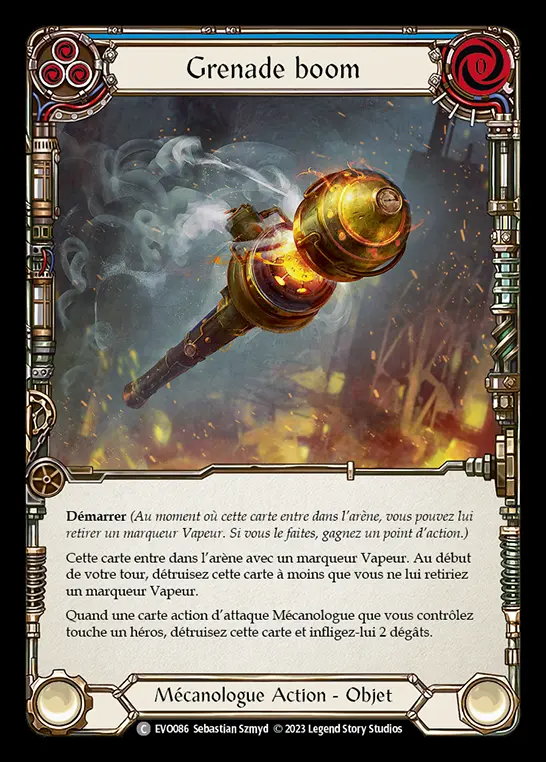 Grenade boom
0
Démarrer (Au moment où cette carte entre dans l'arène, vous pouvez lui
retirer un marqueur Vapeur. Si vous le faites, gagnez un point d'action.)
Cette carte entre dans l'arène avec un marqueur Vapeur. Au début
de votre tour, détruisez cette carte à moins que vous ne lui retiriez
un marqueur Vapeur.
Quand une carte action d'attaque Mécanologue que vous contrôlez
touche un héros, détruisez cette carte et infligez-lui 2 dégâts.
Mécanologue Action - Objet
C EVO086 Sebastian Szmyd © 2023 Legend Story Studios